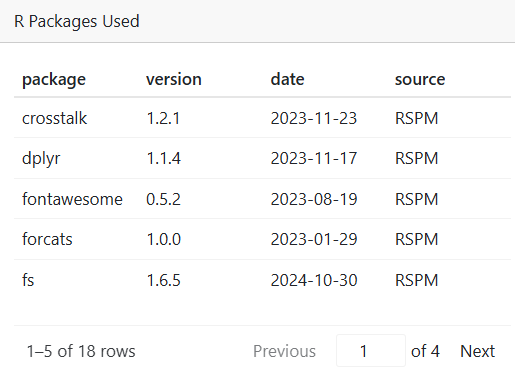 R Packages Used
package version date source
crosstalk 1.2.1 2023-11-23 RSPM
dplyr 1.1.4 2023-11-17 RSPM
fontawesome 0.5.2 2023-08-19 RSPM
forcats 1.0.0 2023-01-29 RSPM
fs 1.6.5 2024-10-30 RSPM
1–5 of 18 rows Previous 1 of 4 Next